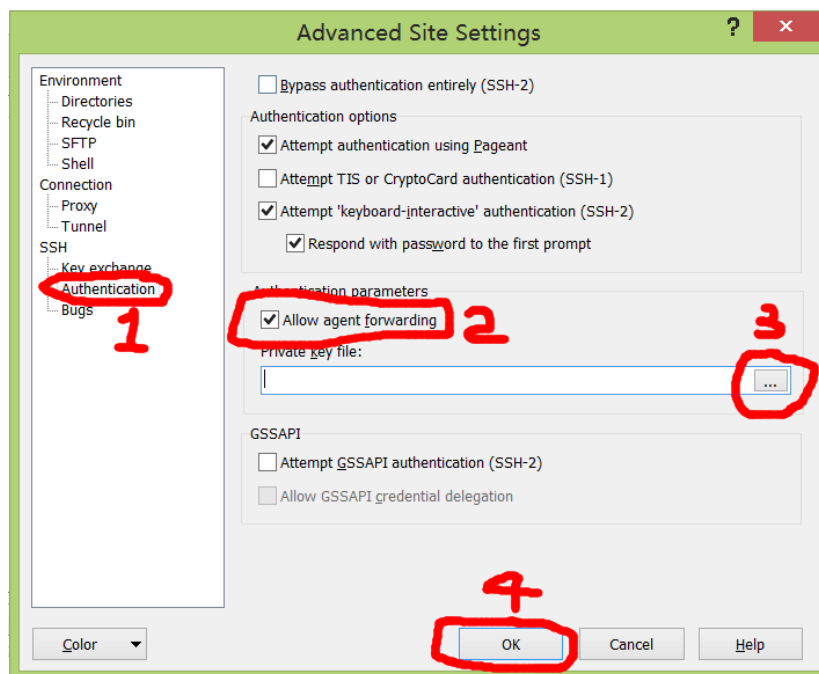 Advanced Site Settings
?
×
Environment
Directories
Recycle bin
SFTP
Shell
Connection
Proxy
Tunnel
SSH
Key exchange
Authentication
Bugs
1
Bypass authentication entirely (SSH-2)
Authentication options
Attempt authentication using Pageant
Attempt TIS or CryptoCard authentication (SSH-1)
Attempt 'keyboard-interactive' authentication (SSH-2)
Respond with password to the first prompt
Authentication parameters
Allow agent forwarding
2
3
Private key file:
...
GSSAPI
Attempt GSSAPI authentication (SSH-2)
Allow GSSAPI credential delegation
4
Color
OK
Cancel
Help